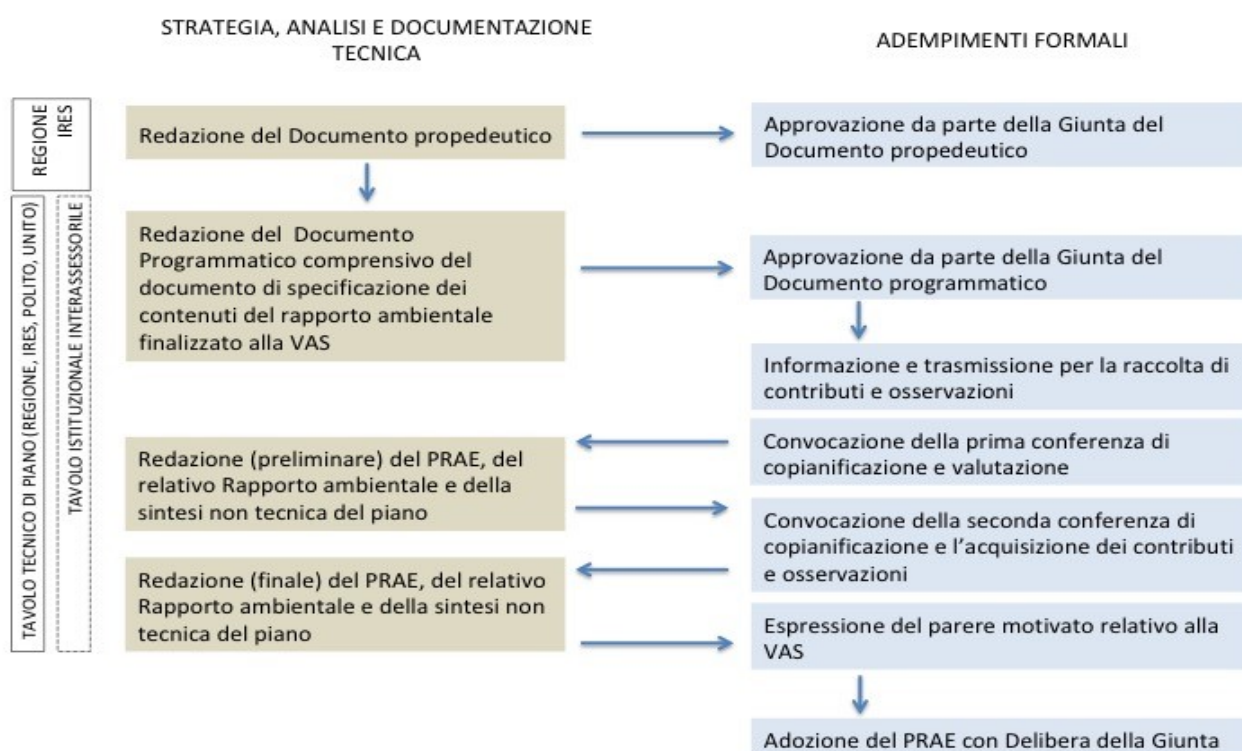 STRATEGIA, ANALISI E DOCUMENTAZIONE
TECNICA
ADEMPIMENTI FORMALI
REGIONE
IRES
TAVOLO TECNICO DI PIANO (REGIONE, IRES, POLITO, UNITO)
TAVOLO ISTITUZIONALE INTERASSESSORILE
Redazione del Documento propedeutico
Approvazione da parte della Giunta del
Documento propedeutico
Redazione del Documento
Programmatico comprensivo del
documento di specificazione dei
contenuti del rapporto ambientale
finalizzato alla VAS
Approvazione da parte della Giunta del
Documento programmatico
Informazione e trasmissione per la raccolta di
contributi e osservazioni
Convocazione della prima conferenza di
copianificazione e valutazione
Redazione (preliminare) del PRAE, del
relativo Rapporto ambientale e della
sintesi non tecnica del piano
Convocazione della seconda conferenza di
copianificazione e l’acquisizione dei contributi
e osservazioni
Redazione (finale) del PRAE, del relativo
Rapporto ambientale e della sintesi non
tecnica del piano
Espressione del parere motivato relativo alla
VAS
Adozione del PRAE con Delibera della Giunta